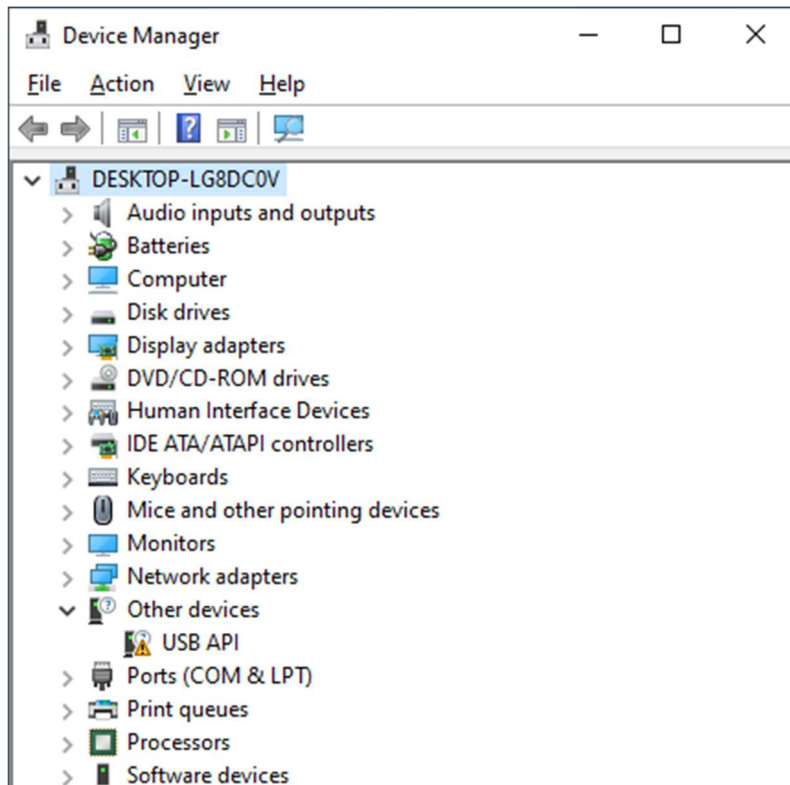 Device Manager
File Action View Help
DESKTOP-LG8DC0V
Audio inputs and outputs
Batteries
Computer
Disk drives
Display adapters
DVD/CD-ROM drives
Human Interface Devices
IDE ATA/ATAPI controllers
Keyboards
Mice and other pointing devices
Monitors
Network adapters
Other devices
USB API
Ports (COM & LPT)
Print queues
Processors
Software devices